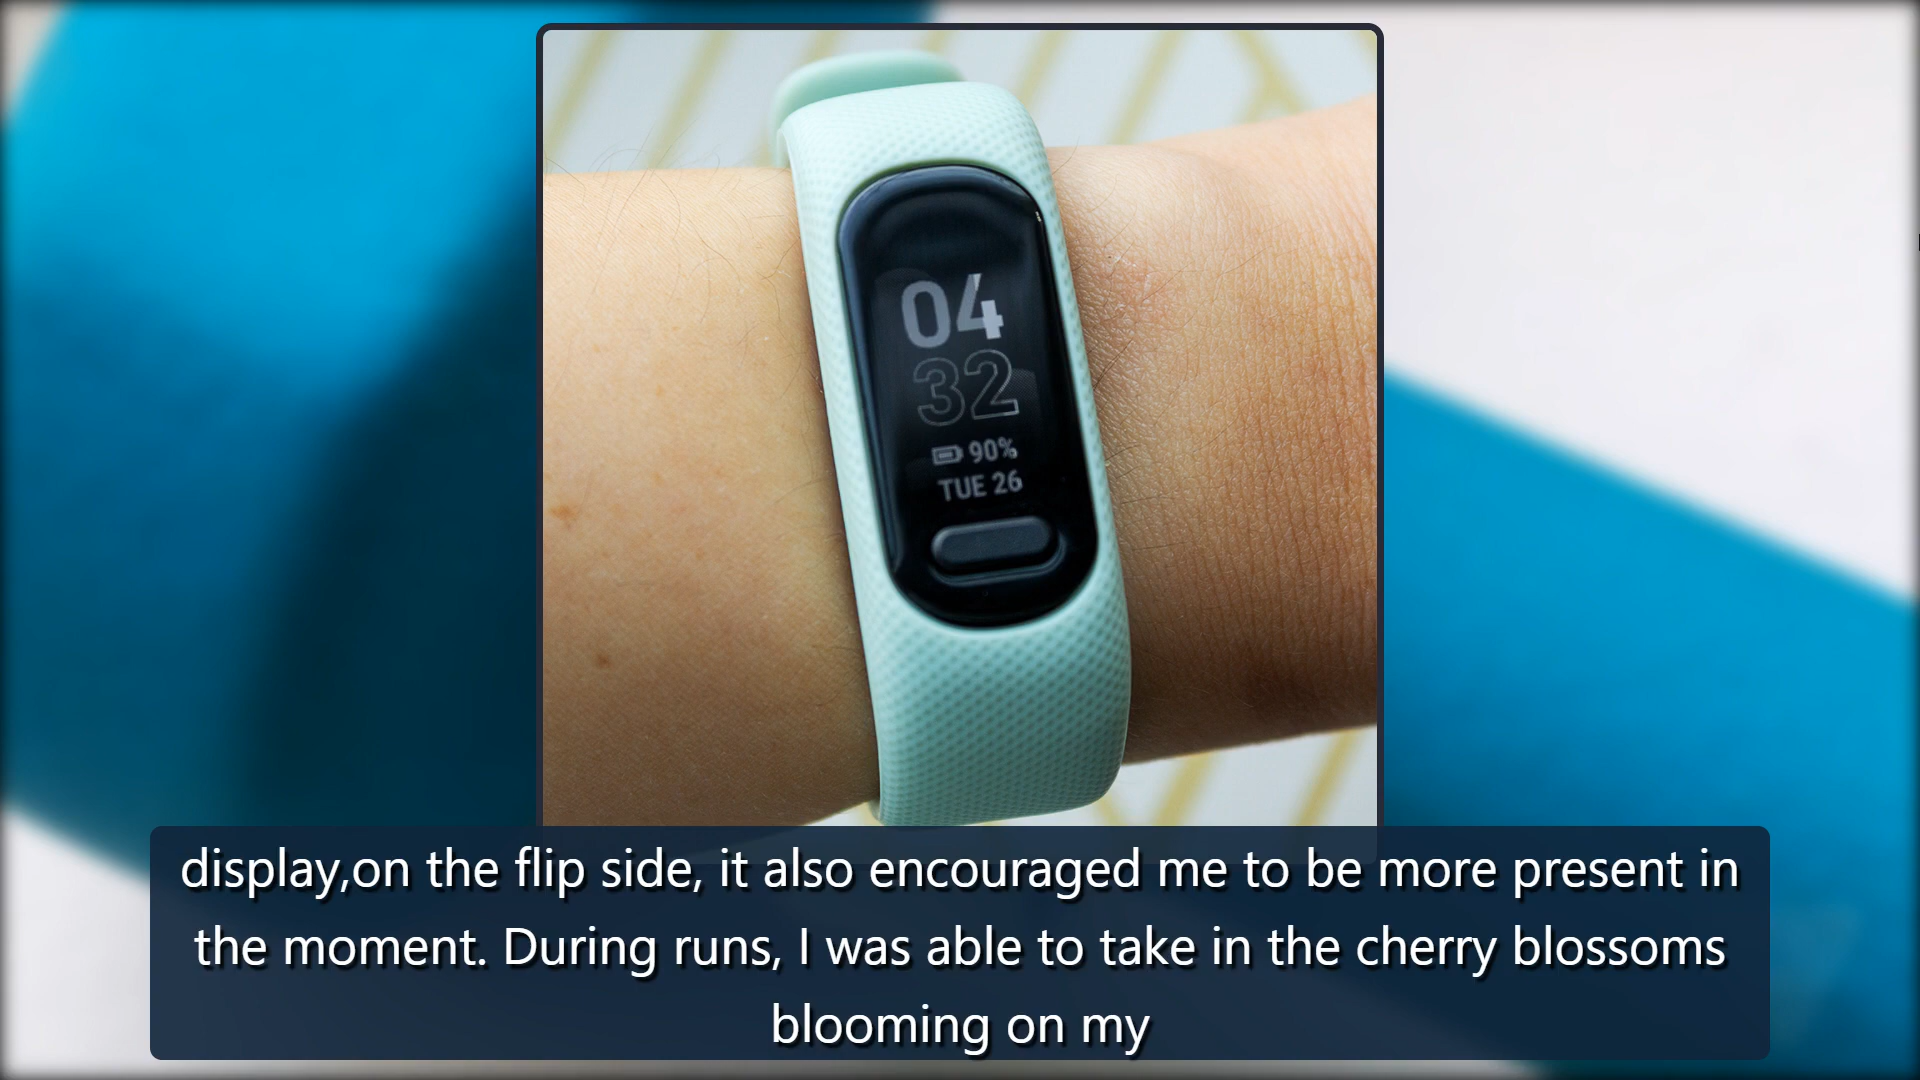 04
32
90%
TUE 26
display,on the flip side, it also encouraged me to be more present in
the moment. During runs, I was able to take in the cherry blossoms
blooming on my